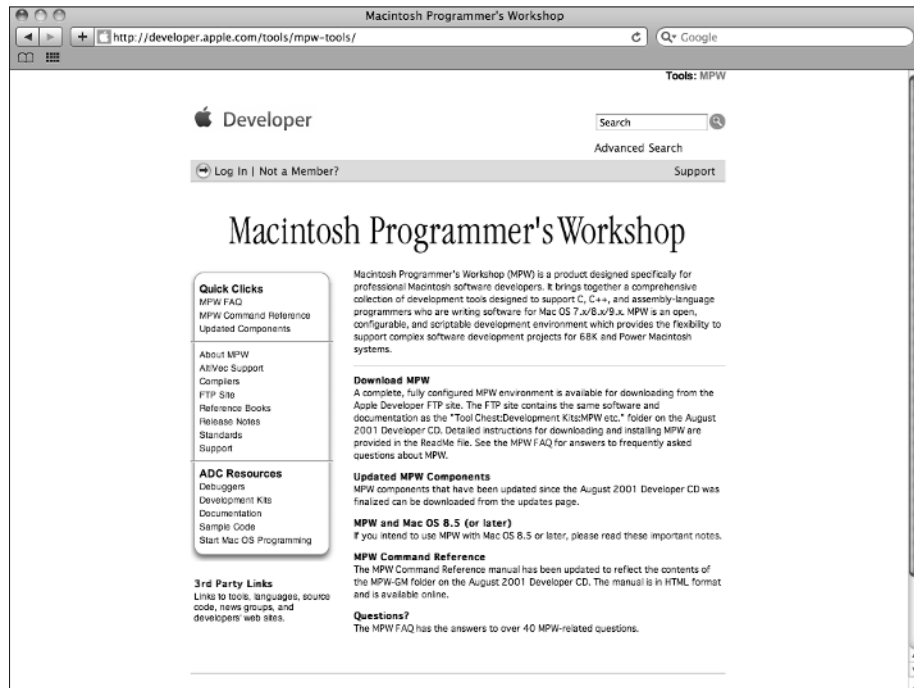 Macintosh Programmer's Workshop
http://developer.apple.com/tools/mpw-tools/
Google
Tools: MPW
Developer
Search
Advanced Search
Log In | Not a Member?
Support
Macintosh Programmer's Workshop
Quick Clicks
MPW FAQ
MPW Command Reference
Updated Components
About MPW
AltiVec Support
Compilers
FTP Site
Reference Books
Release Notes
Standards
Support
ADC Resources
Debuggers
Development Kits
Documentation
Sample Code
Start Mac OS Programming
3rd Party Links
Links to tools, languages, source
code, news groups, and
developers' web sites.
Macintosh Programmer's Workshop (MPW) is a product designed specifically for
professional Macintosh software developers. It brings together a comprehensive
collection of development tools designed to support C, C++, and assembly-language
programmers who are writing software for Mac OS 7.x/8.x/9.x. MPW is an open,
configurable, and scriptable development environment which provides the flexibility to
support complex software development projects for 68K and Power Macintosh
systems.
Download MPW
A complete, fully configured MPW environment is available for downloading from the
Apple Developer FTP site. The FTP site contains the same software and
documentation as the "Tool Chest:Development Kits:MPW etc." folder on the August
2001 Developer CD. Detailed instructions for downloading and installing MPW are
provided in the ReadMe file. See the MPW FAQ for answers to frequently asked
questions about MPW.
Updated MPW Components
MPW components that have been updated since the August 2001 Developer CD was
finalized can be downloaded from the updates page.
MPW and Mac OS 8.5 (or later)
If you intend to use MPW with Mac OS 8.5 or later, please read these important notes.
MPW Command Reference
The MPW Command Reference manual has been updated to reflect the contents of
the MPW-GM folder on the August 2001 Developer CD. The manual is in HTML format
and is available online.
Questions?
The MPW FAQ has the answers to over 40 MPW-related questions.